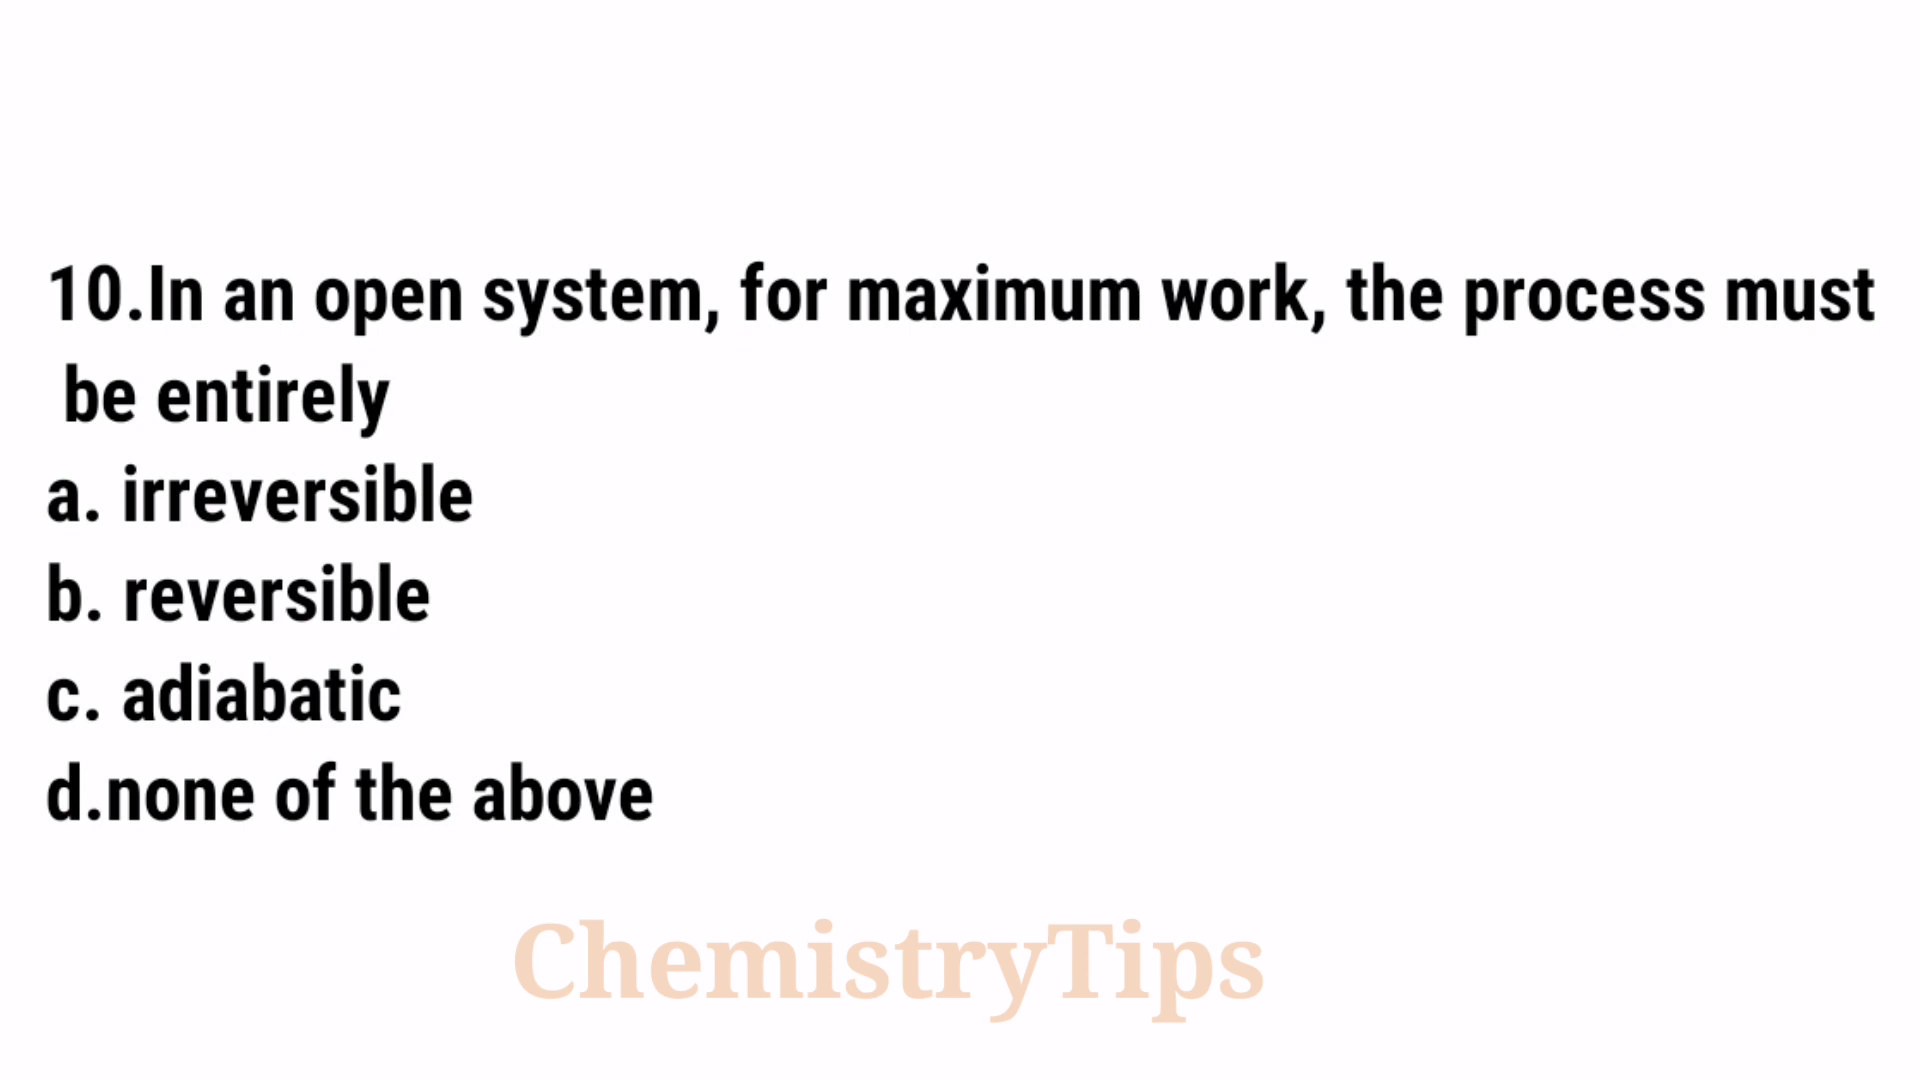 10.In an open system, for maximum work, the process must
be entirely
a. irreversible
b. reversible
c. adiabatic
d.none of the above
ChemistryTips